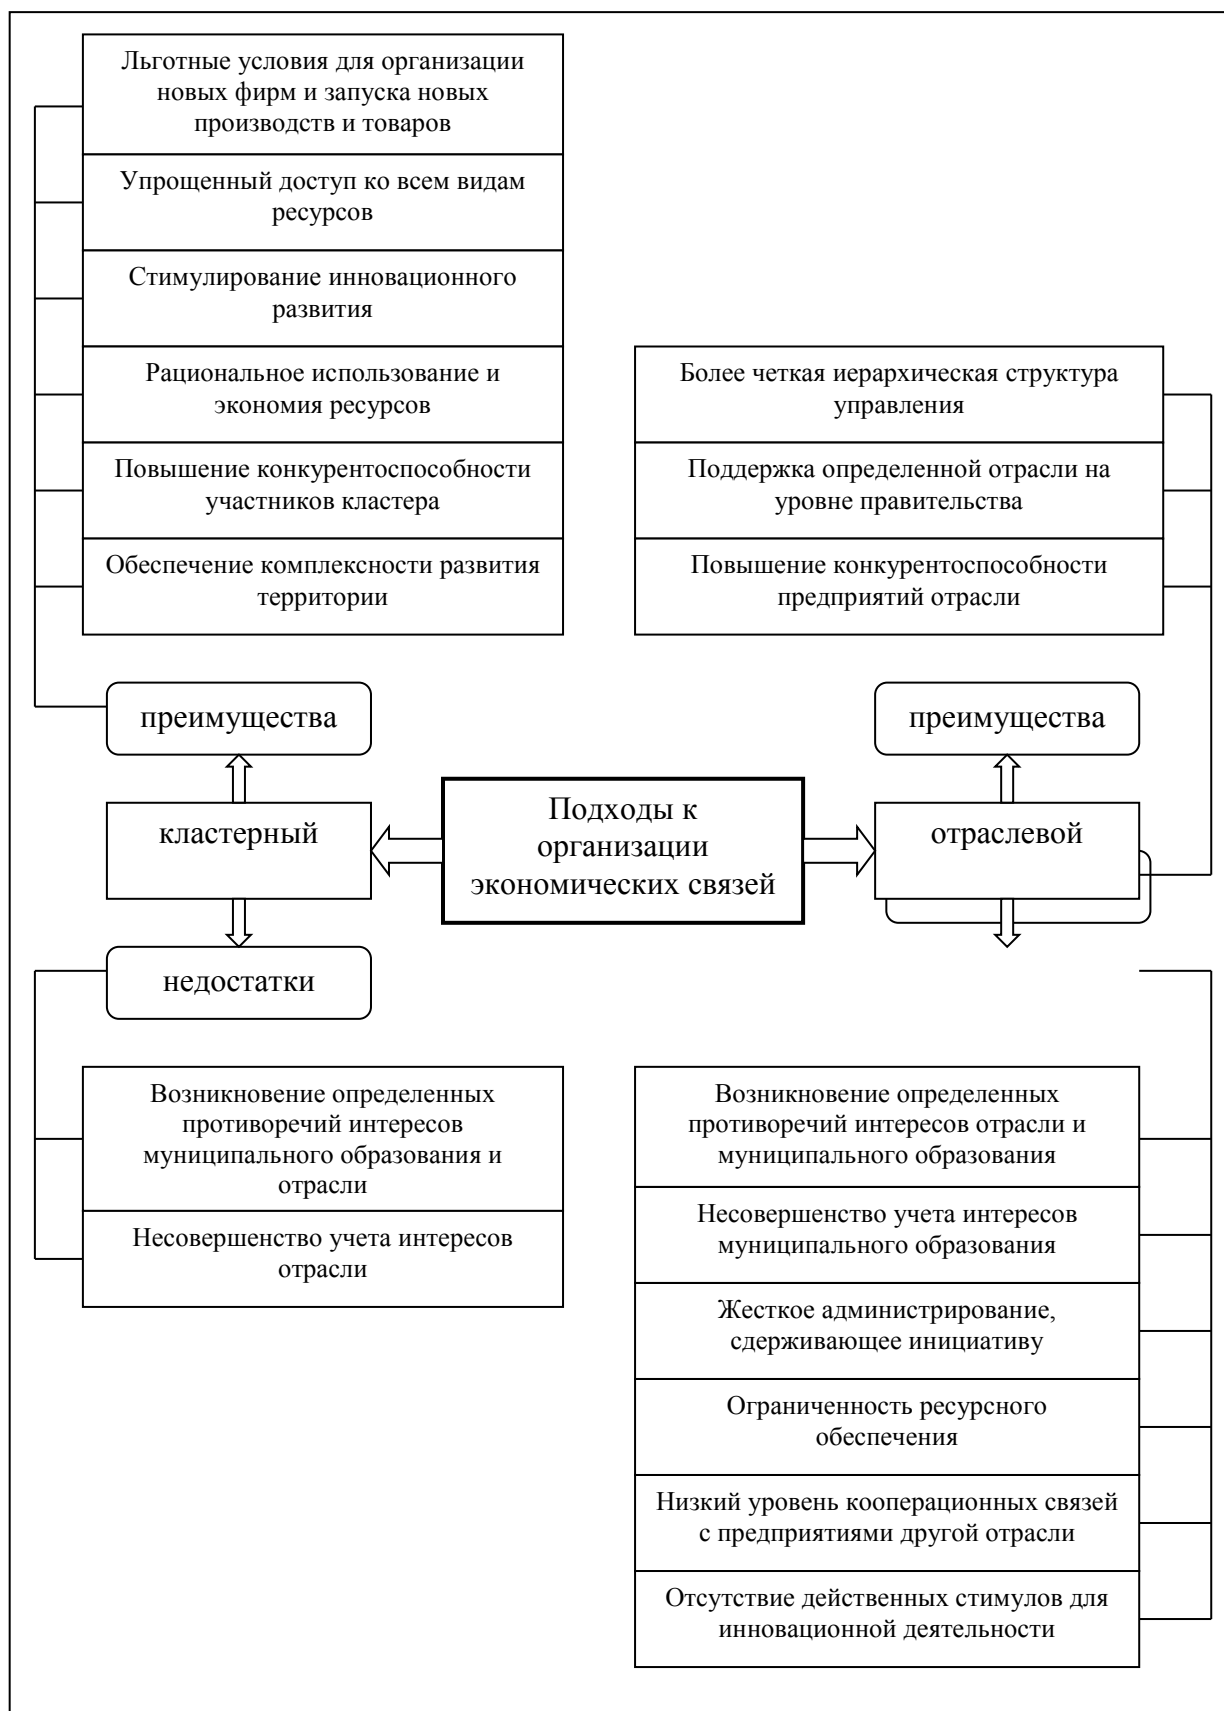 Льготные условия для организации
новых фирм и запуска новых
производств и товаров
Упрощенный доступ ко всем видам
ресурсов
Стимулирование инновационного
развития
Рациональное использование и
экономия ресурсов
Повышение конкурентоспособности
участников кластера
Обеспечение комплексности развития
территории
Более четкая иерархическая структура
управления
Поддержка определенной отрасли на
уровне правительства
Повышение конкурентоспособности
предприятий отрасли
преимущества
преимущества
кластерный
Подходы к
организации
экономических связей
отраслевой
недостатки
Возникновение определенных
противоречий интересов
муниципального образования и
отрасли
Несовершенство учета интересов
отрасли
Возникновение определенных
противоречий интересов отрасли и
муниципального образования
Несовершенство учета интересов
муниципального образования
Жесткое администрирование,
сдерживающее инициативу
Ограниченность ресурсного
обеспечения
Низкий уровень кооперационных связей
с предприятиями другой отрасли
Отсутствие действенных стимулов для
инновационной деятельности